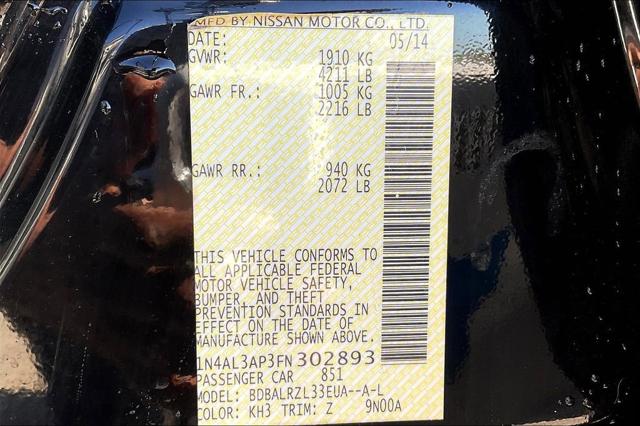 MFD BY NISSAN MOTOR CO., LTD.
DATE: 05/14
GVWR: 1910 KG
4211 LB
GAWR FR.: 1005 KG
2216 LB
GAWR RR.: 940 KG
2072 LB
THIS VEHICLE CONFORMS TO
ALL APPLICABLE FEDERAL
MOTOR VEHICLE SAFETY,
BUMPER, AND THEFT
PREVENTION STANDARDS IN
EFFECT ON THE DATE OF
MANUFACTURE SHOWN ABOVE.
1N4AL3AP3FN302893
PASSENGER CAR 851
MODEL: BDBALRZL33EUA--A-L
COLOR: KH3 TRIM: Z 9N00A